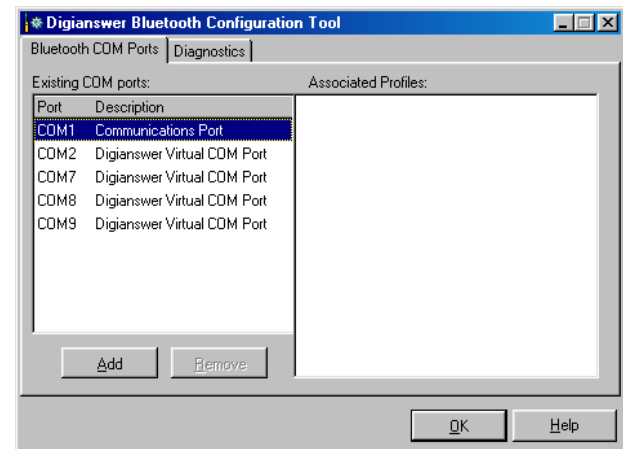 Digianswer Bluetooth Configuration Tool
Bluetooth COM Ports Diagnostics
Existing COM ports: Associated Profiles:
Port Description
COM1 Communications Port
COM2 Digianswer Virtual COM Port
COM7 Digianswer Virtual COM Port
COM8 Digianswer Virtual COM Port
COM9 Digianswer Virtual COM Port
Add Remove
OK Help